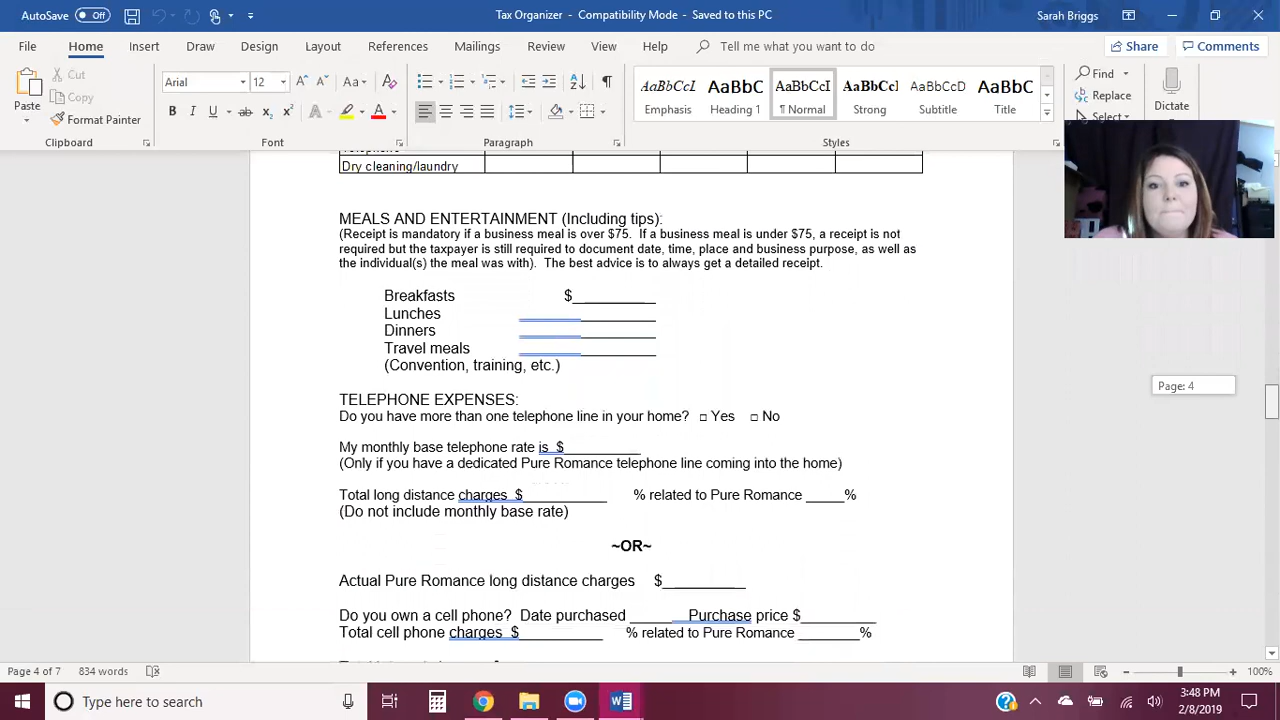 AutoSave Off
Tax Organizer - Compatibility Mode - Saved to this PC
Sarah Briggs
File Home Insert Draw Design Layout References Mailings Review View Help Tell me what you want to do Share Comments
Paste
Cut
Copy
Format Painter
Clipboard
Arial 12
Font
Paragraph
AaBbCcI AaBbC AaBbCcI AaBbCcI AaBbCcD AaBbC
Emphasis Heading 1 ¶ Normal Strong Subtitle Title
Styles
Find
Replace
Select
Dictate
Telephone
Dry cleaning/laundry
MEALS AND ENTERTAINMENT (Including tips):
(Receipt is mandatory if a business meal is over $75. If a business meal is under $75, a receipt is not
required but the taxpayer is still required to document date, time, place and business purpose, as well as
the individual(s) the meal was with). The best advice is to always get a detailed receipt.
Breakfasts $__________
Lunches __________
Dinners __________
Travel meals __________
(Convention, training, etc.)
TELEPHONE EXPENSES:
Do you have more than one telephone line in your home? □ Yes □ No
My monthly base telephone rate is $__________
(Only if you have a dedicated Pure Romance telephone line coming into the home)
Total long distance charges $__________ % related to Pure Romance _____%
(Do not include monthly base rate)
~OR~
Actual Pure Romance long distance charges $__________
Do you own a cell phone? Date purchased ______ Purchase price $__________
Total cell phone charges $__________ % related to Pure Romance ________%
Page: 4
Page 4 of 7 834 words
100%
Type here to search
3:48 PM
2/8/2019